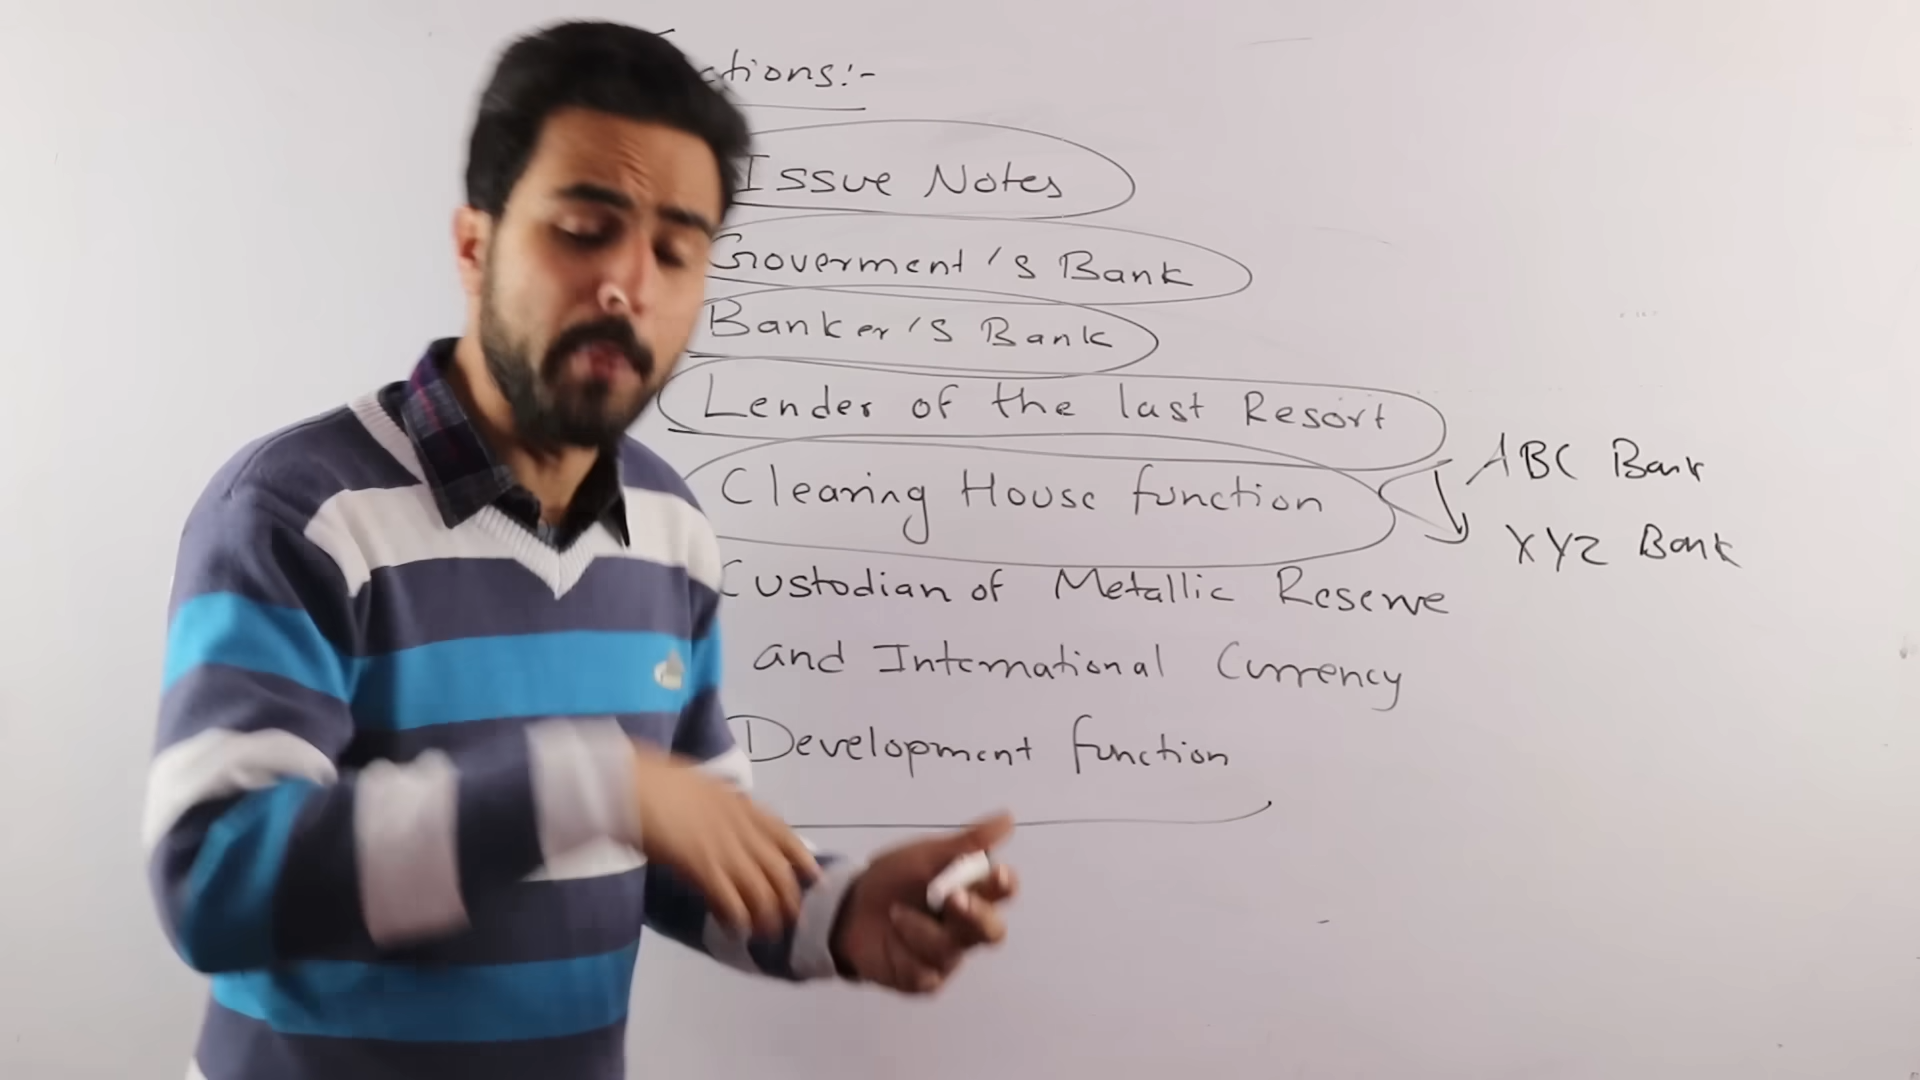 ctions:-
Issue Notes
Goverment's Bank
Banker's Bank
Lender of the last Resort
Clearing House function
ABC Bank
XYZ Bank
Custodian of Metallic Reserve
and International Currency
Development function